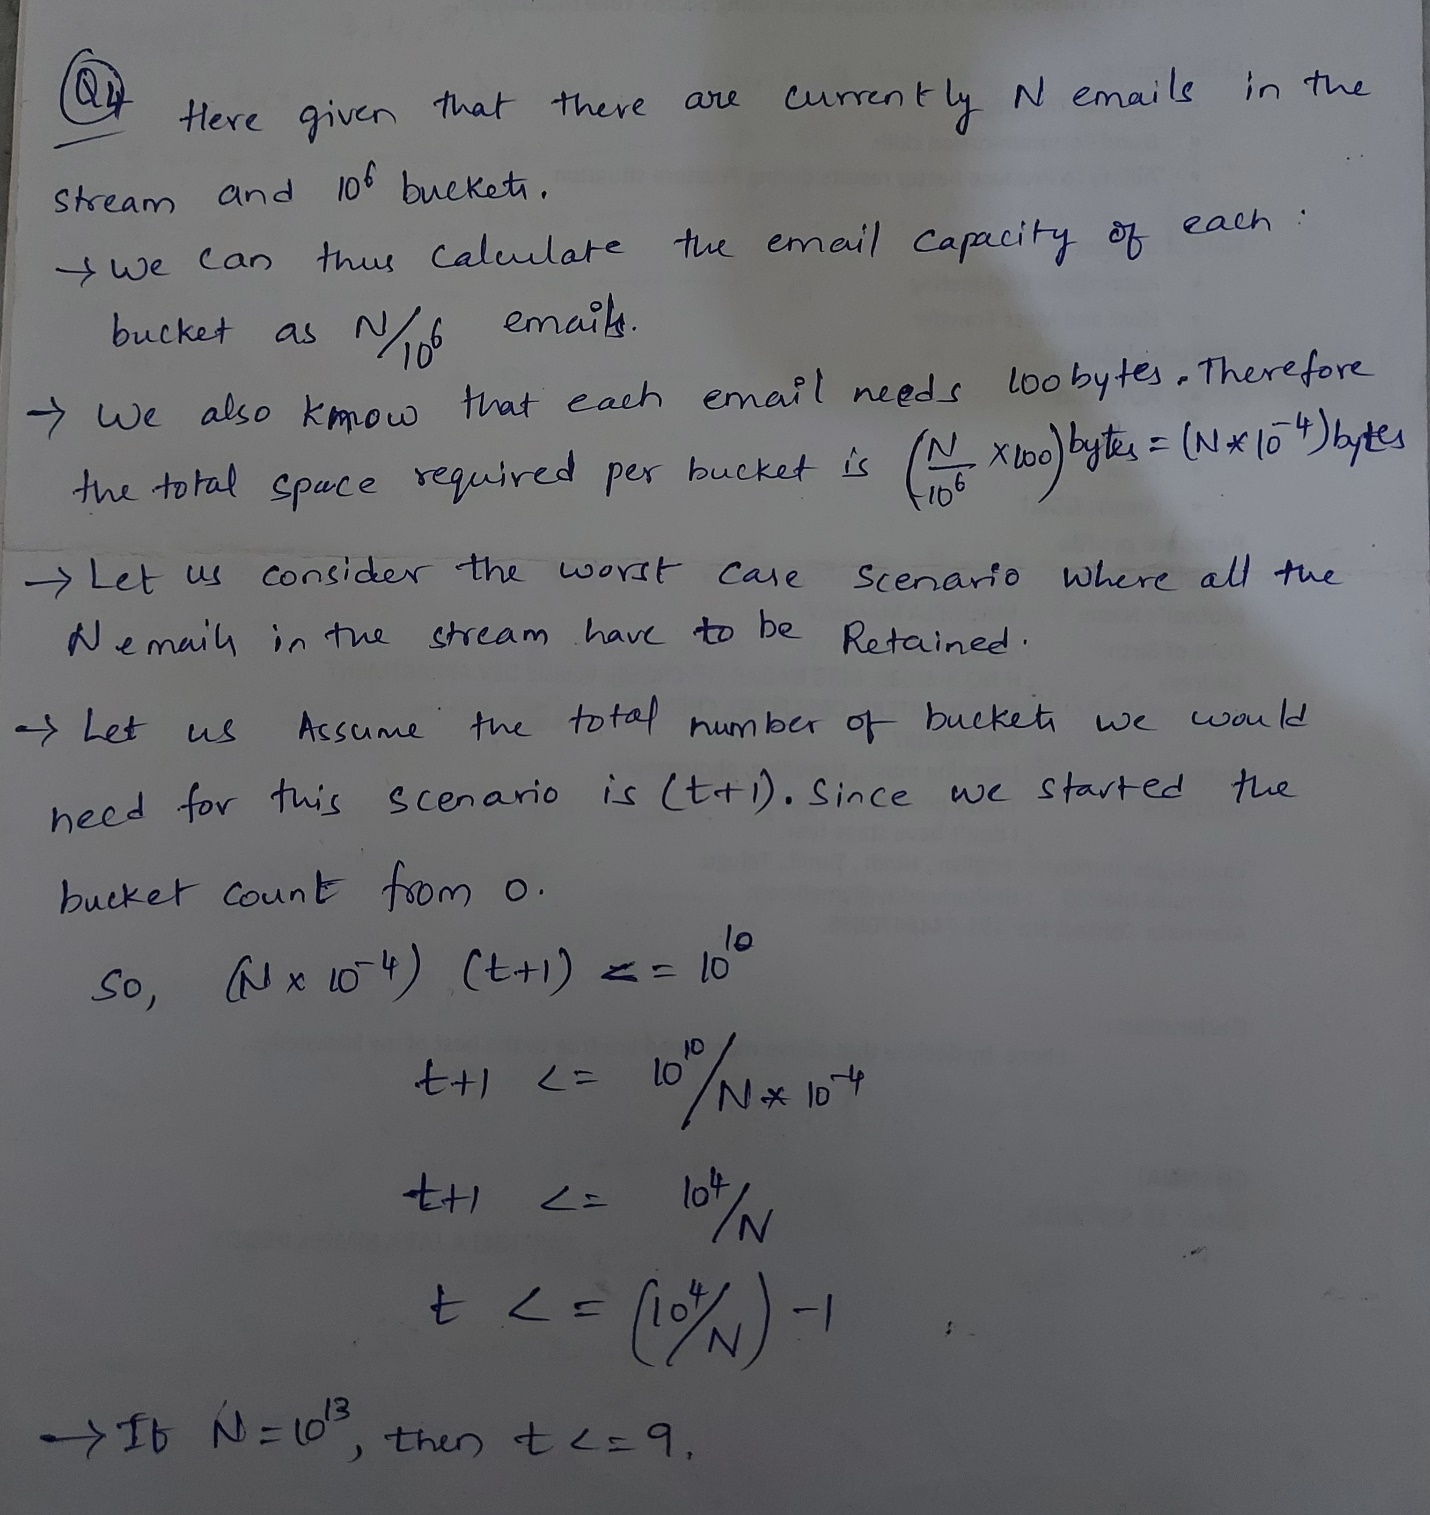 Q4 Here given that there are currently N emails in the
stream and 10^6 buckets.
→ We can thus calculate the email capacity of each :
bucket as N/10^6 emails.
→ We also know that each email needs 100 bytes. Therefore
the total space required per bucket is (N/10^6 × 100) bytes = (N * 10^-4) bytes
→ Let us consider the worst case scenario where all the
N emails in the stream have to be Retained.
→ Let us Assume the total number of buckets we would
need for this scenario is (t+1). Since we started the
bucket count from 0.
So, (N × 10^-4) (t+1) <= 10^10
t+1 <= 10^10/N * 10^-4
t+1 <= 10^4/N
t <= (10^4/N) -1
→ If N = 10^13, then t <= 9.